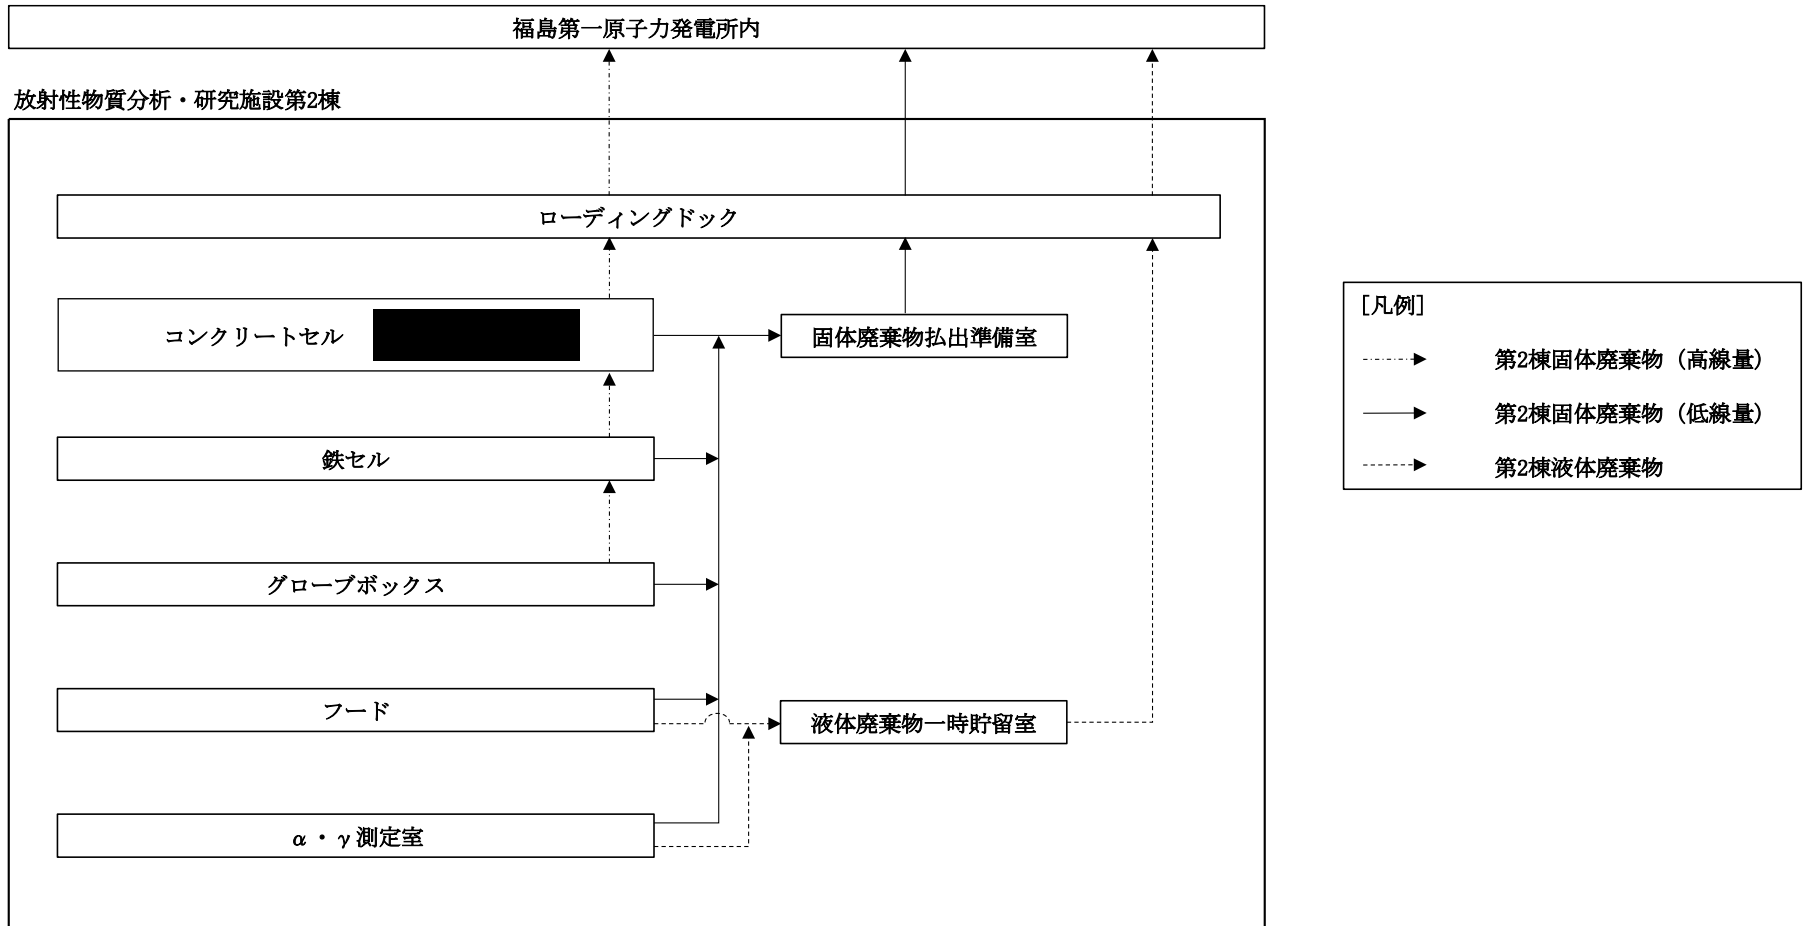 福島第一原子力発電所内
放射性物質分析・研究施設第2棟
ローディングドック
コンクリートセル
固体廃棄物払出準備室
鉄セル
グローブボックス
フード
液体廃棄物一時貯留室
α・γ測定室
[凡例]
第2棟固体廃棄物（高線量）
第2棟固体廃棄物（低線量）
第2棟液体廃棄物